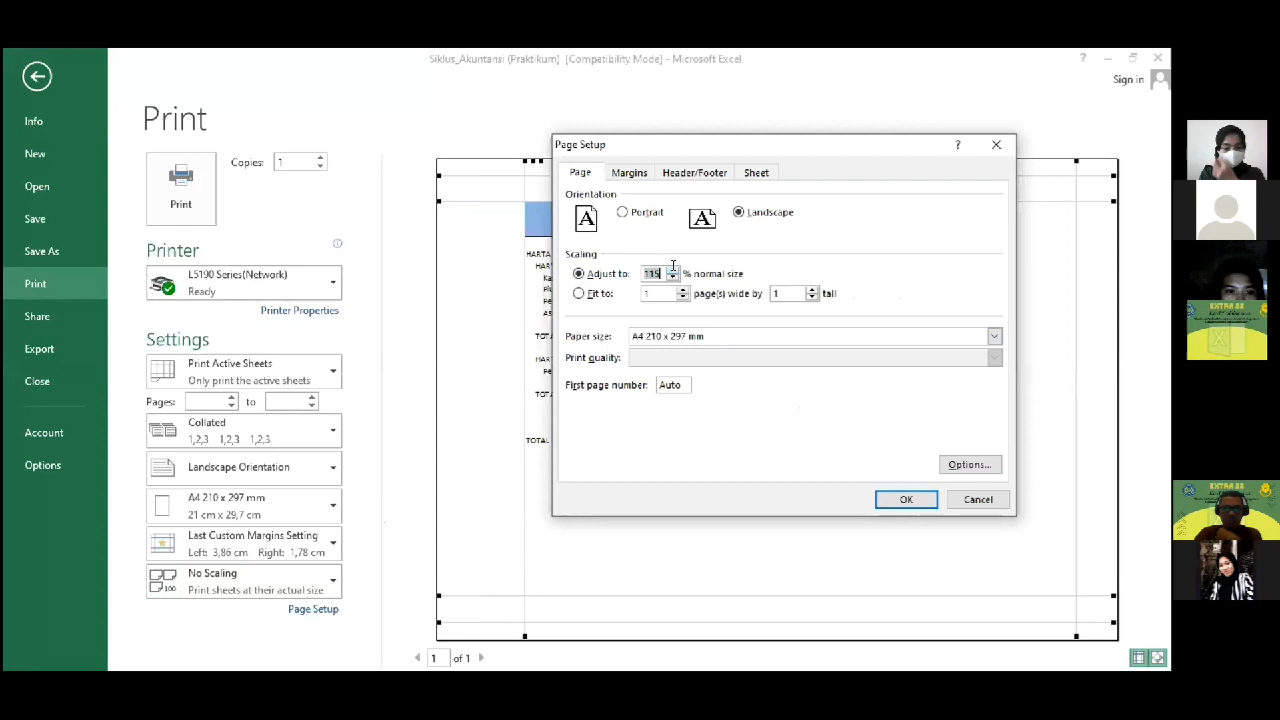 Siklus_Akuntansi (Praktikum) [Compatibility Mode] - Microsoft Excel
?
Sign in
Info
New
Open
Save
Save As
Print
Share
Export
Close
Account
Options
Print
Print
Copies: 1
Printer
L5190 Series(Network)
Ready
Printer Properties
Settings
Print Active Sheets
Only print the active sheets
Pages: to
Collated
1,2,3 1,2,3 1,2,3
Landscape Orientation
A4 210 x 297 mm
21 cm x 29,7 cm
Last Custom Margins Setting
Left: 3,86 cm Right: 1,78 cm
No Scaling
Print sheets at their actual size
100
Page Setup
HARTA
TOTAL
1 of 1
Page Setup
?
Page Margins Header/Footer Sheet
Orientation
A Portrait A Landscape
Scaling
Adjust to: 115 % normal size
Fit to: 1 page(s) wide by 1 tall
Paper size: A4 210 x 297 mm
Print quality:
First page number: Auto
Options...
OK Cancel